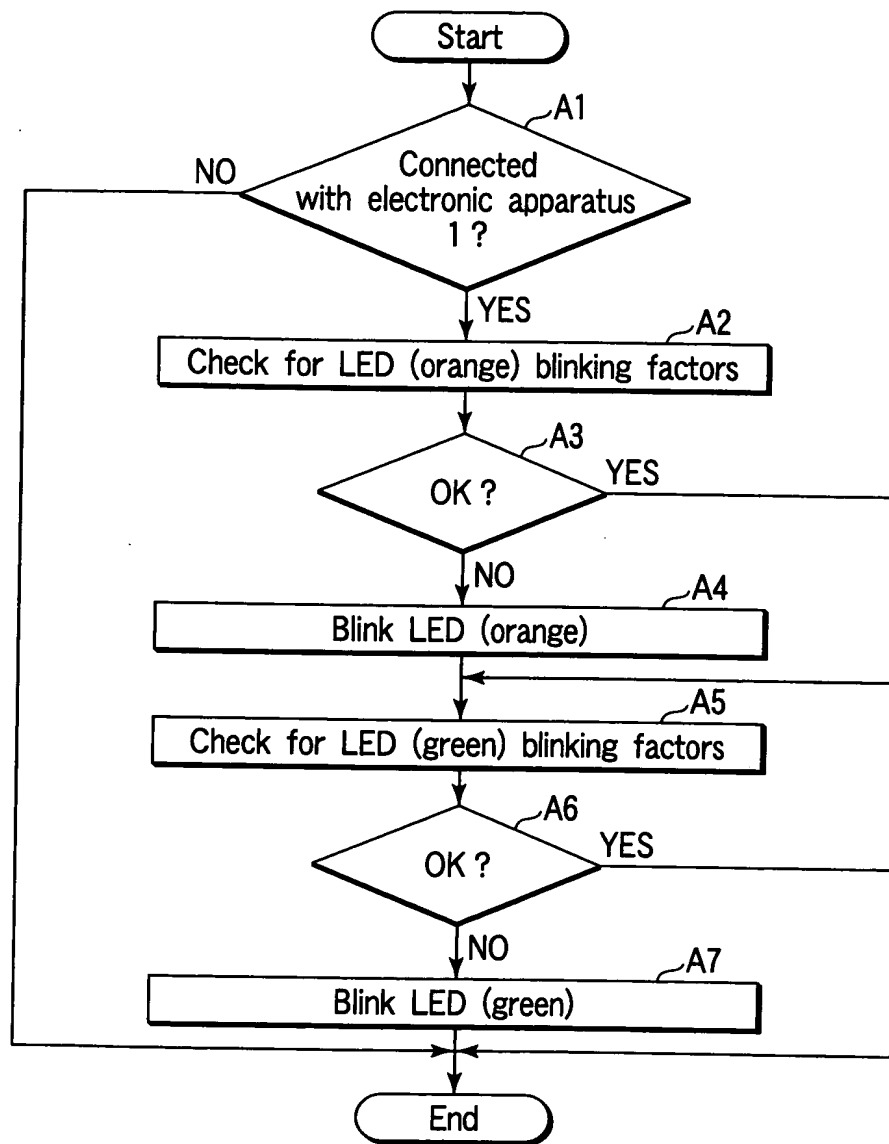 Start
A1
Connected
with electronic apparatus
1 ?
NO
YES
A2
Check for LED (orange) blinking factors
A3
OK ?
YES
NO
A4
Blink LED (orange)
A5
Check for LED (green) blinking factors
A6
OK ?
YES
NO
A7
Blink LED (green)
End